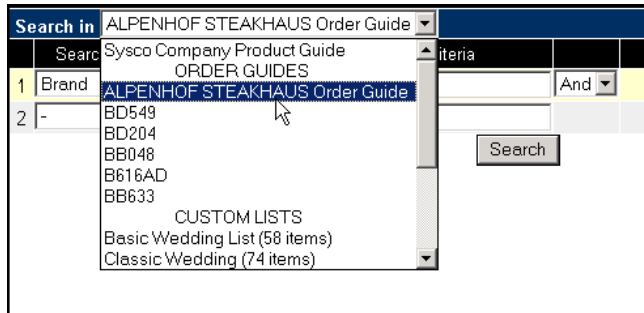 Search in ALPENHOF STEAKHAUS Order Guide
Searc Sysco Company Product Guide iteria
ORDER GUIDES
1 Brand ALPENHOF STEAKHAUS Order Guide And
BD549
2 - BD204
BB048 Search
B616AD
BB633
CUSTOM LISTS
Basic Wedding List (58 items)
Classic Wedding (74 items)